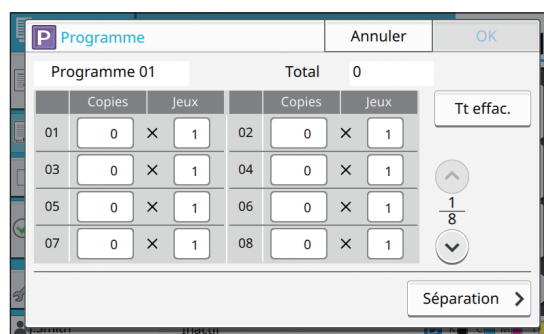 P Programme Annuler OK
Programme 01 Total 0
Copies Jeux Copies Jeux Tt effac.
01 0 × 1 02 0 × 1
03 0 × 1 04 0 × 1
05 0 × 1 06 0 × 1
1
8
07 0 × 1 08 0 × 1
Séparation >
J.Smith Inactif